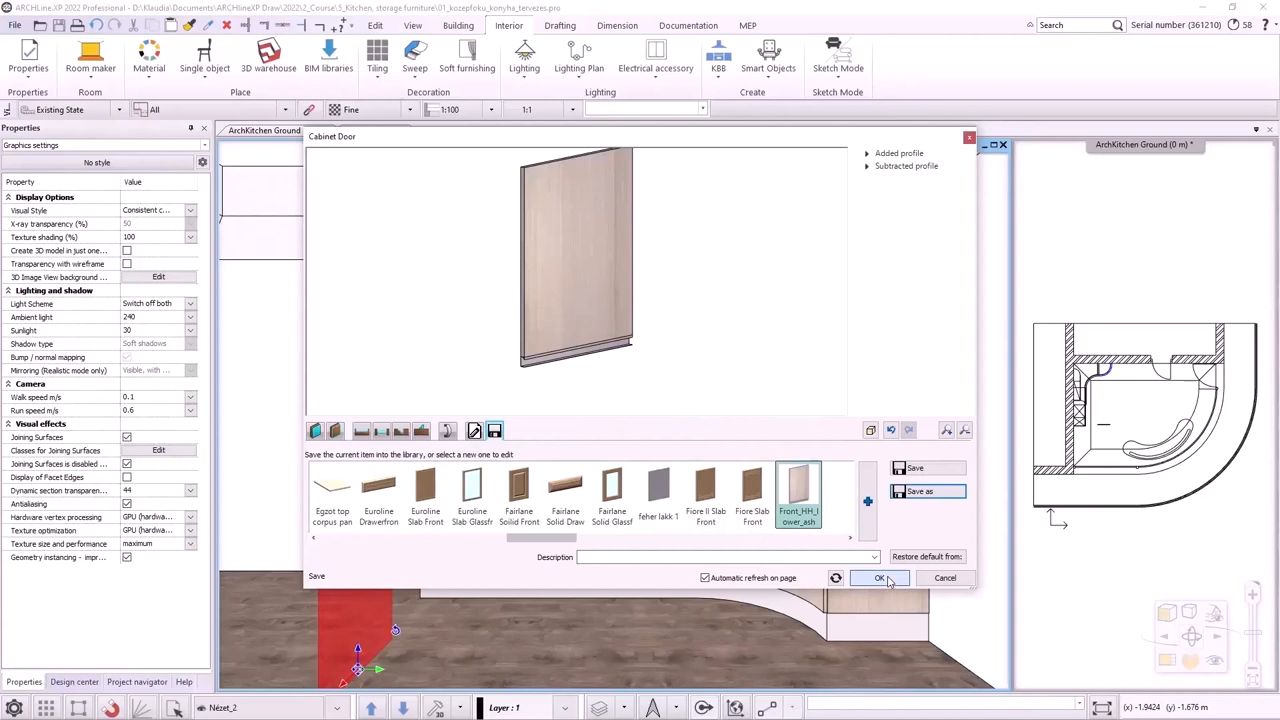 ARCHLine.XP 2022 Professional C:\Users\Klaudia\Documents\ARCHlineXP Draw\2022\2_Course\5_Kitchen, storage furniture\01_kozepfoku_konyha_tervezes.pro
FILE Edit View Building Interior Drafting Dimension Documentation MEP Search Serial number (361210) 58
Properties Room maker Material Single object 3D warehouse BIM libraries Tiling Sweep Soft furnishing Lighting Lighting Plan Electrical accessory KBB Smart Objects Sketch Mode
Properties Room Place Decoration Lighting Create Sketch Mode
Existing State All Fine 1:100 1:1
Properties
Graphics settings
No style
Property Value
Display Options
Visual Style Consistent c...
X-ray transparency (%) 50
Texture shading (%) 100
Create 3D model in just one...
Transparency with wireframe
3D Image View background ... Edit
Lighting and shadow
Light Scheme Switch off both
Ambient light 240
Sunlight 30
Shadow type Soft shadows
Bump / normal mapping
Mirroring (Realistic mode only) Visible, with ...
Camera
Walk speed m/s 0.1
Run speed m/s 0.6
Visual effects
Joining Surfaces
Classes for Joining Surfaces Edit
Joining Surfaces is disabled ...
Display of Facet Edges
Dynamic section transparen... 44
Antialiasing
Hardware vertex processing GPU (hardwa...
Texture optimization GPU (hardwa...
Texture size and performance maximum
Geometry instancing - impr...
Properties Design center Project navigator Help
ArchKitchen Ground
Cabinet Door
Added profile
Subtracted profile
Save the current item into the library, or select a new one to edit
Egzot top corpus pan
Euroline Drawerfron
Euroline Slab Front
Euroline Slab Glassfr
Fairlane Soilid Front
Fairlane Solid Draw
Fairlane Solid Glassf
feher lakk 1
Fiore II Slab Front
Fiore Slab Front
Front_HH_l ower_ash
Save
Save as
Description
Restore default from:
Save
Automatic refresh on page
OK
Cancel
ArchKitchen Ground (0 m) *
Nézet_2
30
Layer : 1
(x) -1.9424 (y) -1.676 m